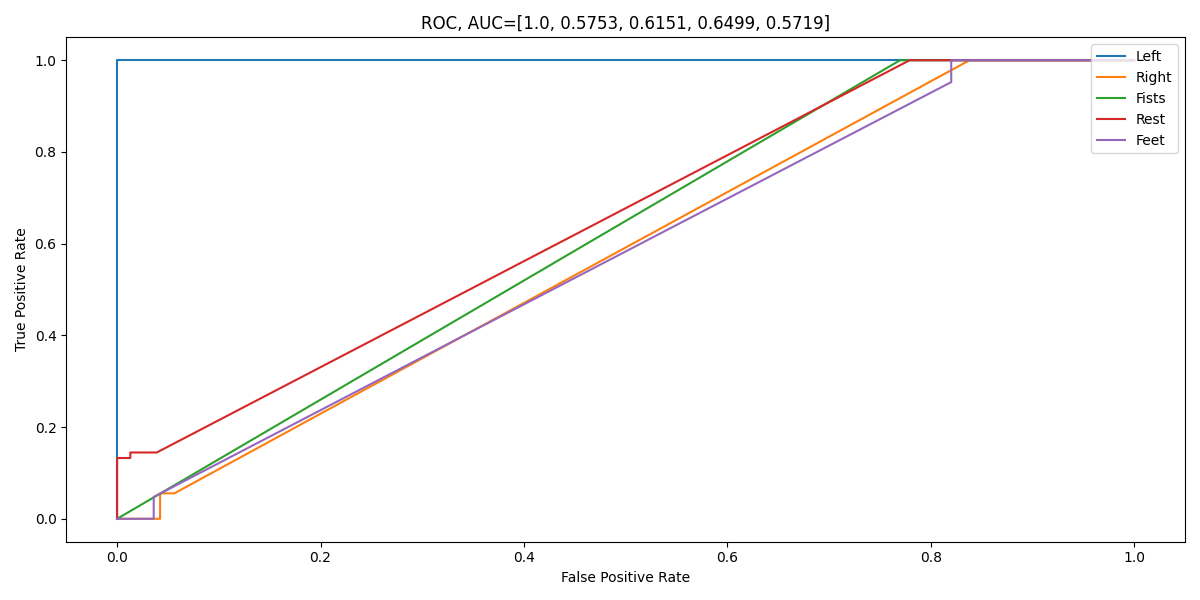 ROC, AUC=[1.0, 0.5753, 0.6151, 0.6499, 0.5719]
True Positive Rate
1.0
0.8
0.6
0.4
0.2
0.0
Left
Right
Fists
Rest
Feet
0.0 0.2 0.4 0.6 0.8 1.0
False Positive Rate